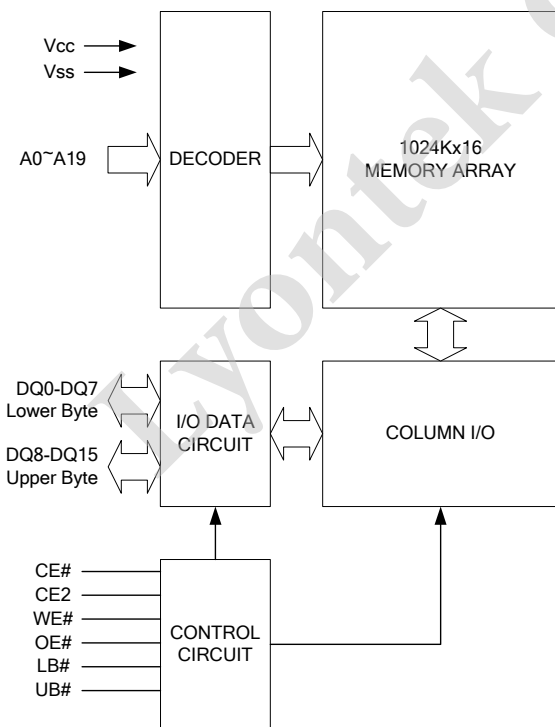 Vcc
Vss
A0~A19
DECODER
1024Kx16
MEMORY ARRAY
DQ0-DQ7
Lower Byte
DQ8-DQ15
Upper Byte
I/O DATA
CIRCUIT
COLUMN I/O
CE#
CE2
WE#
OE#
LB#
UB#
CONTROL
CIRCUIT
Lyontek